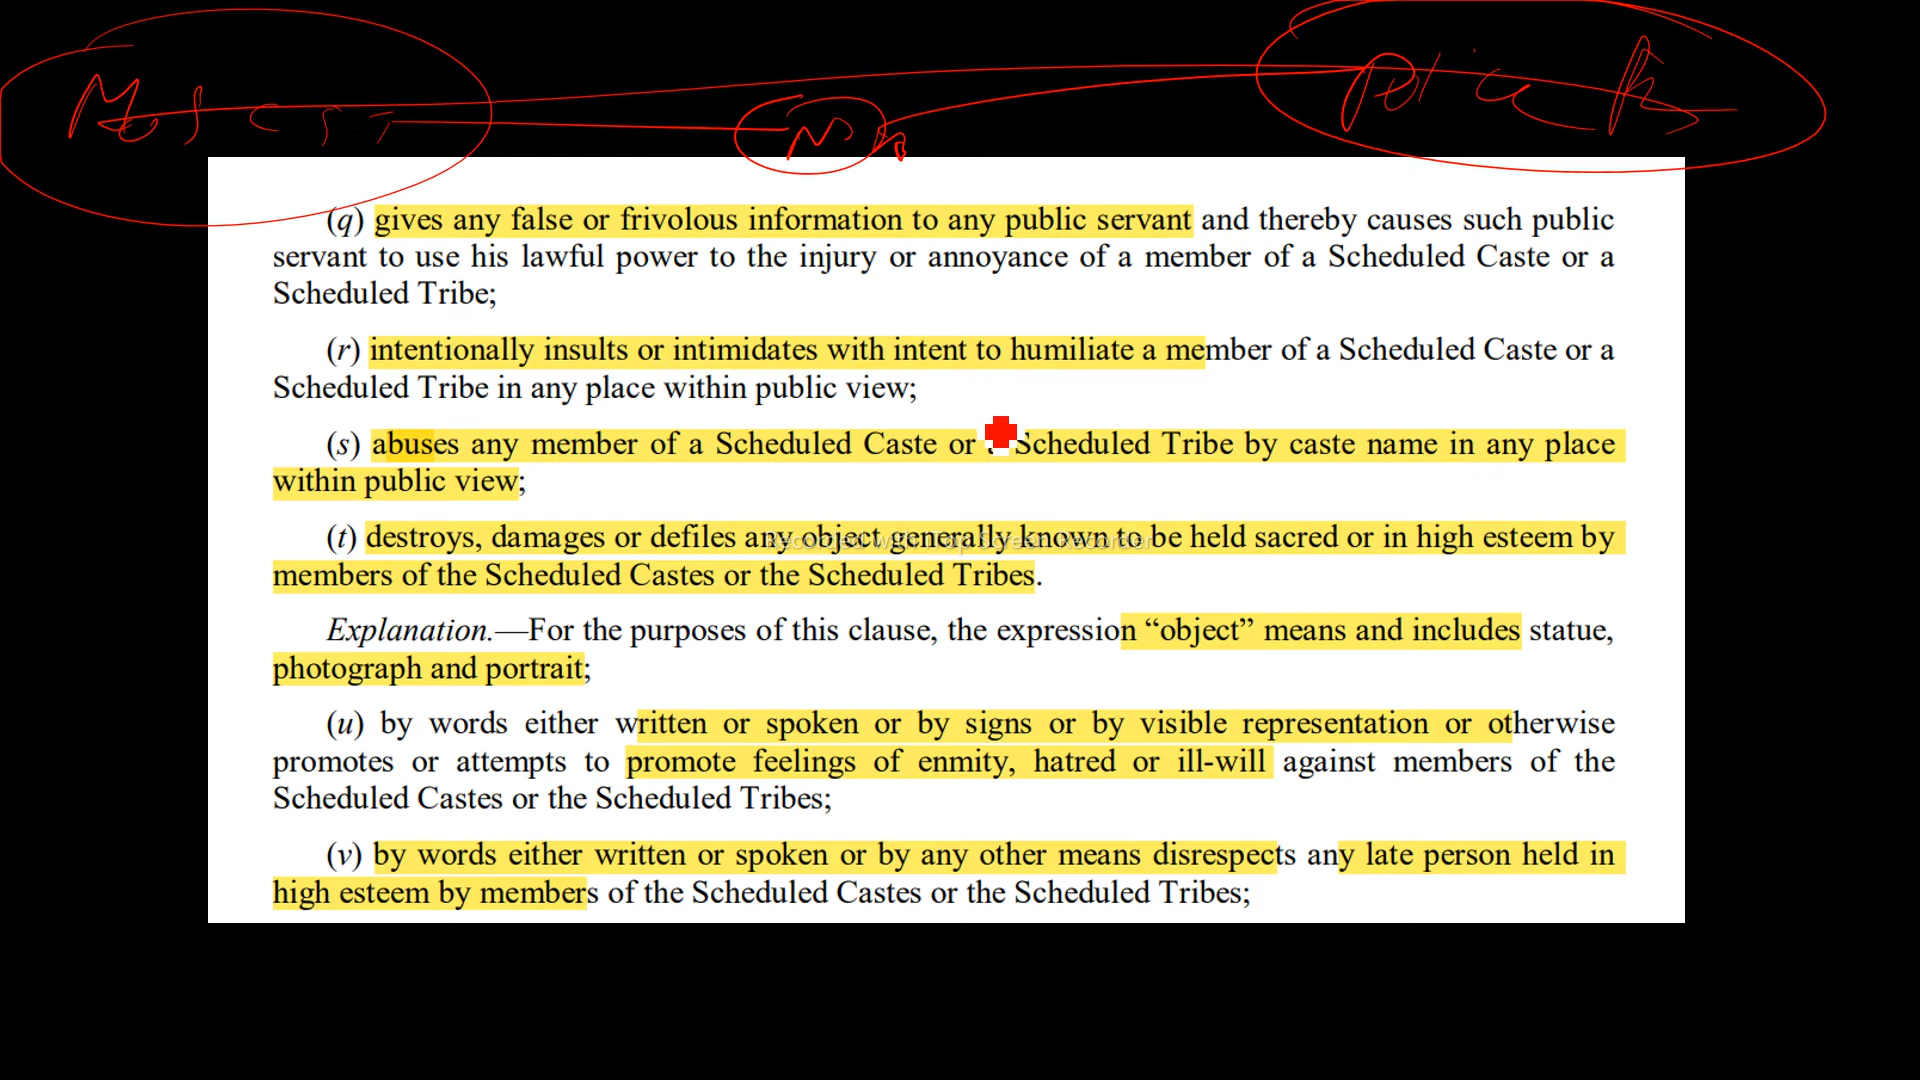 (q) gives any false or frivolous information to any public servant and thereby causes such public
servant to use his lawful power to the injury or annoyance of a member of a Scheduled Caste or a
Scheduled Tribe;
(r) intentionally insults or intimidates with intent to humiliate a member of a Scheduled Caste or a
Scheduled Tribe in any place within public view;
(s) abuses any member of a Scheduled Caste or a Scheduled Tribe by caste name in any place
within public view;
(t) destroys, damages or defiles any object generally known to be held sacred or in high esteem by
members of the Scheduled Castes or the Scheduled Tribes.
Recorded with iTop Screen Recorder
Explanation.—For the purposes of this clause, the expression “object” means and includes statue,
photograph and portrait;
(u) by words either written or spoken or by signs or by visible representation or otherwise
promotes or attempts to promote feelings of enmity, hatred or ill-will against members of the
Scheduled Castes or the Scheduled Tribes;
(v) by words either written or spoken or by any other means disrespects any late person held in
high esteem by members of the Scheduled Castes or the Scheduled Tribes;